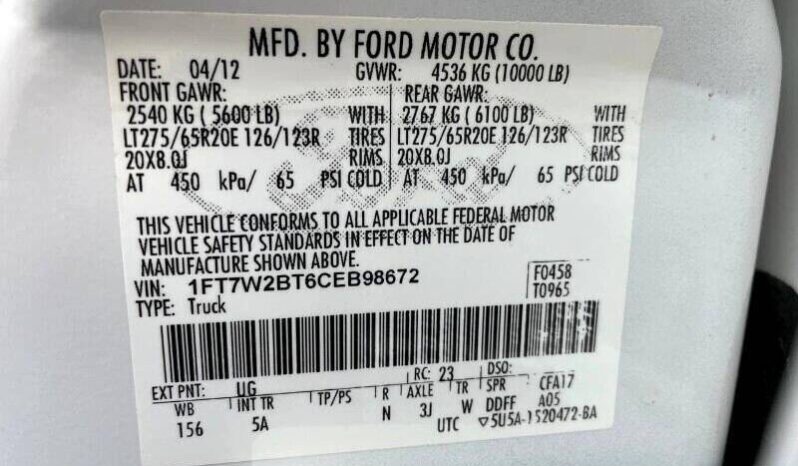 MFD. BY FORD MOTOR CO.
DATE: 04/12 GVWR: 4536 KG (10000 LB)
FRONT GAWR: REAR GAWR:
2540 KG ( 5600 LB) WITH 2767 KG ( 6100 LB) WITH
LT275/65R20E 126/123R TIRES LT275/65R20E 126/123R TIRES
20X8.0J RIMS 20X8.0J RIMS
AT 450 kPa/ 65 PSI COLD AT 450 kPa/ 65 PSI COLD
THIS VEHICLE CONFORMS TO ALL APPLICABLE FEDERAL MOTOR
VEHICLE SAFETY STANDARDS IN EFFECT ON THE DATE OF
MANUFACTURE SHOWN ABOVE.
VIN: 1FT7W2BT6CEB98672 F0458
TYPE: Truck T0965
EXT PNT: UG RC: 23 DSO:
WB INT TR TP/PS R AXLE TR SPR CFA17
156 5A N 3J W DDFF A05
UTC ▽5U5A-1520472-BA